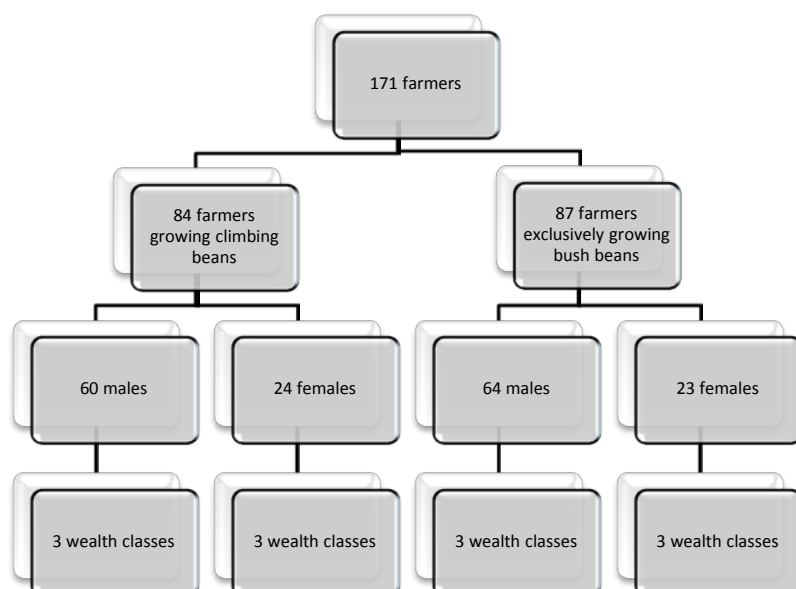 171 farmers
84 farmers
growing climbing
beans
87 farmers
exclusively growing
bush beans
60 males
24 females
64 males
23 females
3 wealth classes
3 wealth classes
3 wealth classes
3 wealth classes